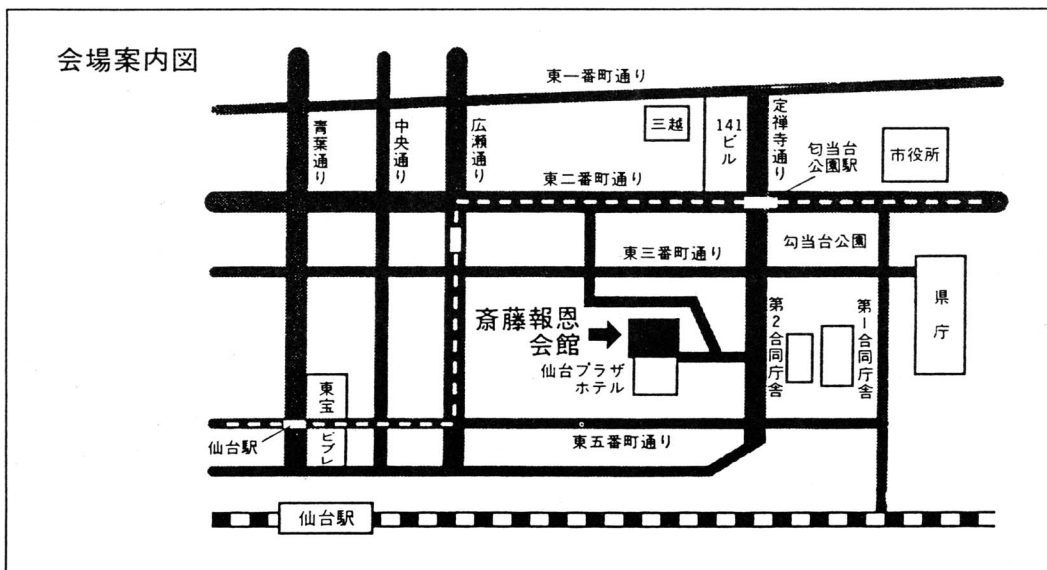 会場案内図
東一番町通り
青葉通り
中央通り
広瀬通り
三越
141
ビル
定禅寺通り
匂当台
公園駅
市役所
東二番町通り
勾当台公園
東三番町通り
県庁
斎藤報恩
会館
仙台プラザ
ホテル
第2合同庁舎
第1合同庁舎
東宝
ビブレ
仙台駅
東五番町通り
仙台駅